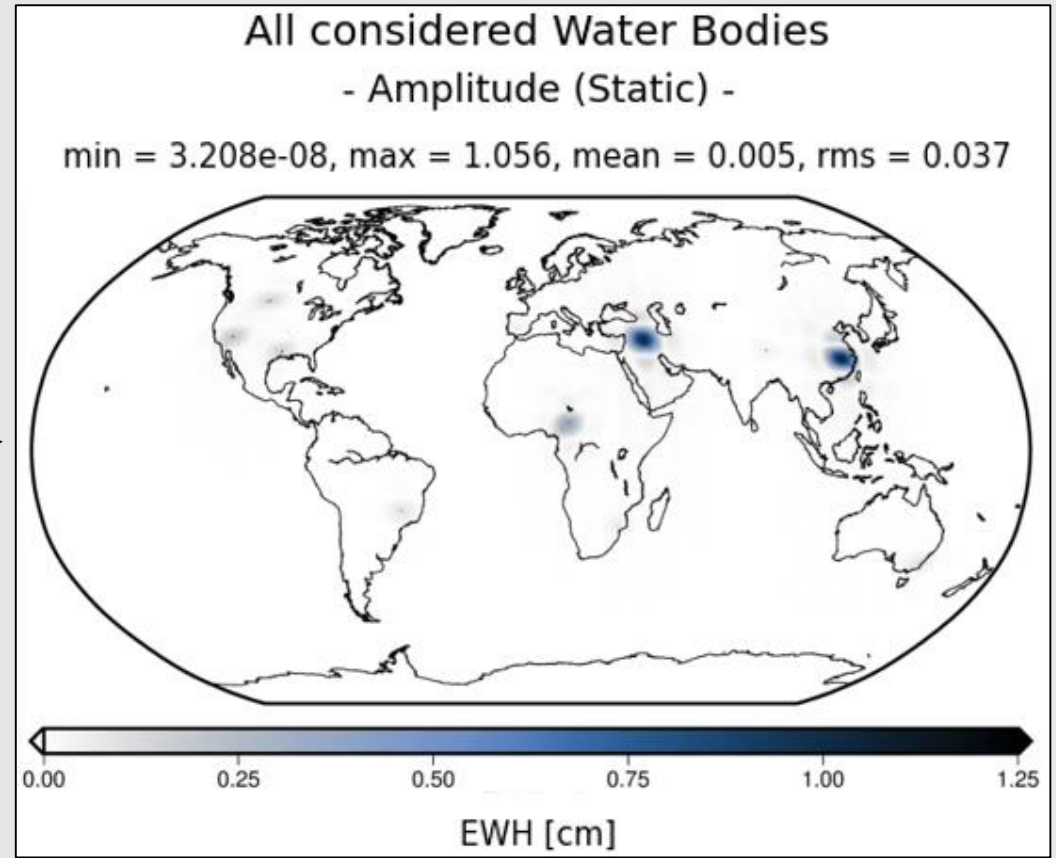 All considered Water Bodies
- Amplitude (Static) -
min = 3.208e-08, max = 1.056, mean = 0.005, rms = 0.037
0.00 0.25 0.50 0.75 1.00 1.25
EWH [cm]